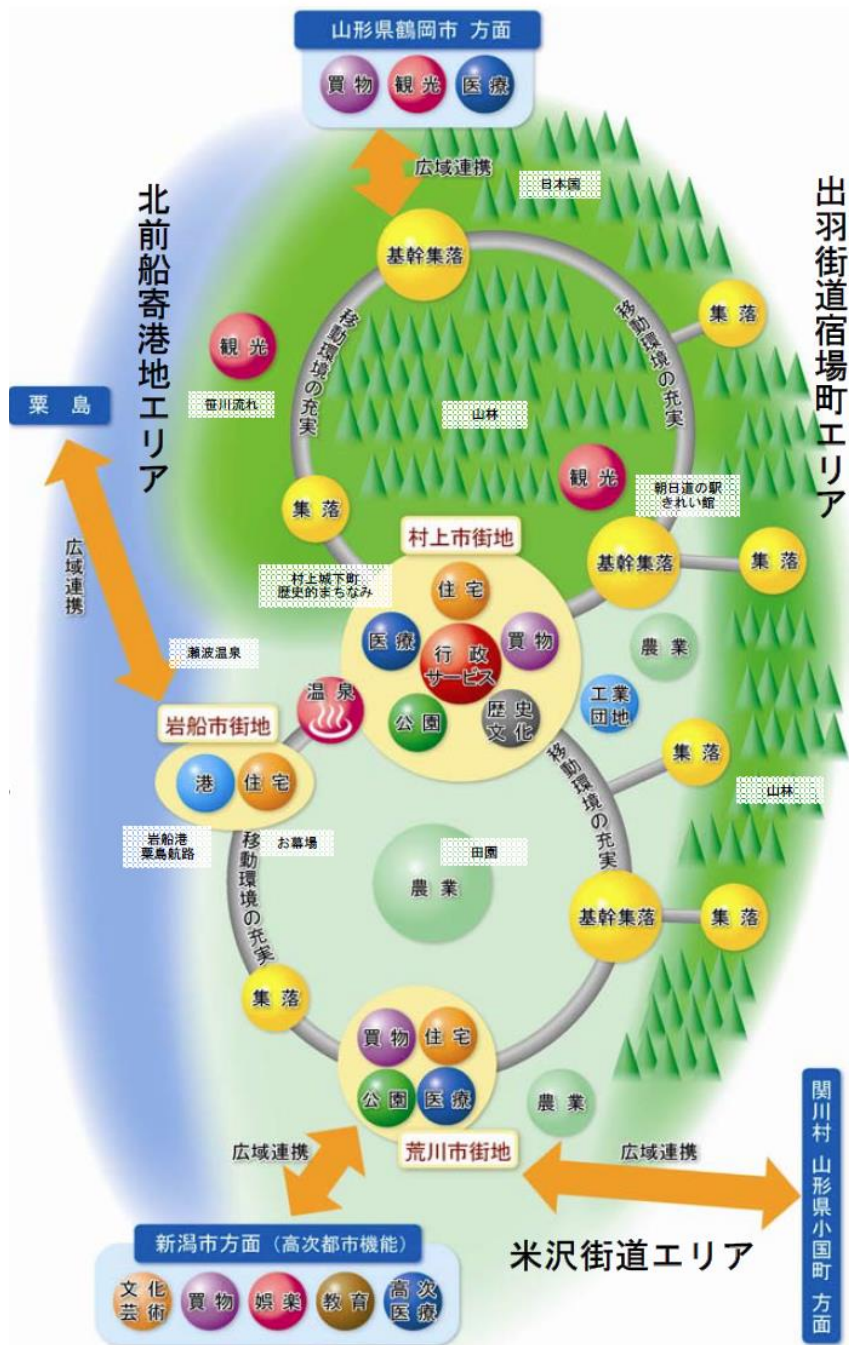 山形県鶴岡市 方面
買物
観光
医療
広域連携
日本国
北前船寄港地エリア
出羽街道宿場町エリア
基幹集落
集落
移動環境の充実
移動環境の充実
観光
笹川流れ
山林
粟島
観光
朝日道の駅
きれい館
集落
村上市街地
基幹集落
集落
村上城下町
歴史的まちなみ
住宅
医療
行政
サービス
買物
公園
歴史
文化
農業
工業
団地
広域連携
瀬波温泉
温泉
岩船市街地
港
住宅
岩船港
粟島航路
お墓場
移動環境の充実
移動環境の充実
集落
山林
田園
農業
基幹集落
集落
集落
買物
住宅
公園
医療
荒川市街地
農業
広域連携
広域連携
関川村 山形県小国町 方面
米沢街道エリア
新潟市方面（高次都市機能）
文化
芸術
買物
娯楽
教育
高次
医療